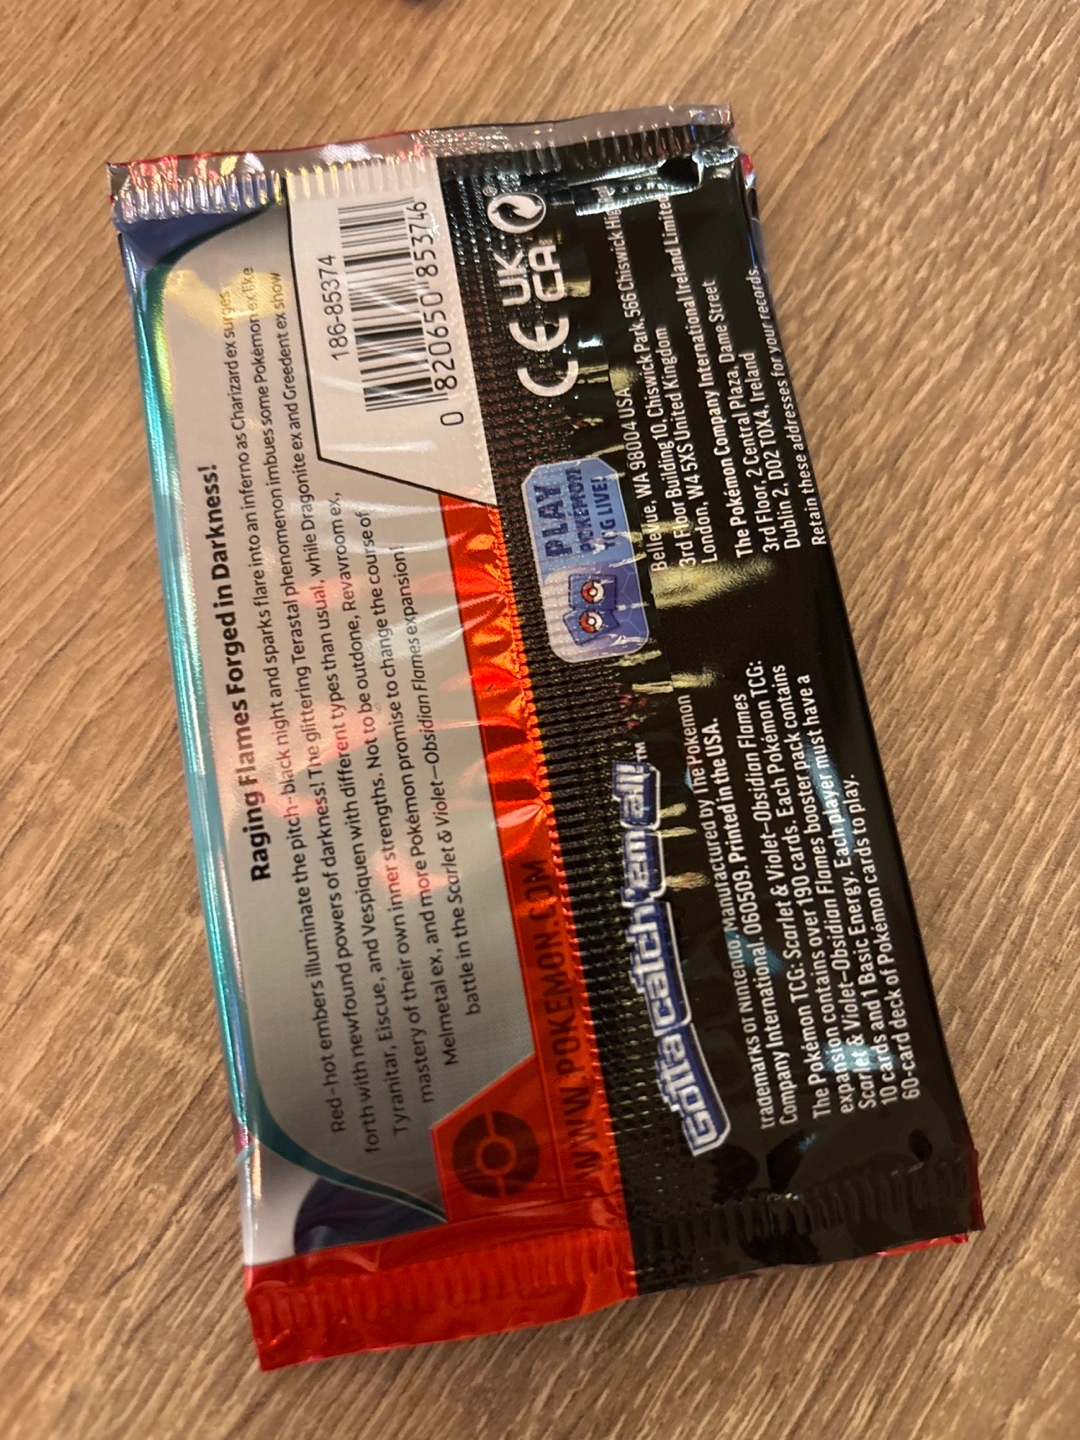 Raging Flames Forged in Darkness!
Red-hot embers illuminate the pitch-black night and sparks flare into an inferno as Charizard ex surges
forth with newfound powers of darkness! The glittering Terastal phenomenon imbues some Pokémon ex like
Tyranitar, Eiscue, and Vespiquen with different types than usual, while Dragonite ex and Greedent ex show
mastery of their own inner strengths. Not to be outdone, Revavroom ex,
Melmetal ex, and more Pokémon promise to change the course of
battle in the Scarlet & Violet—Obsidian Flames expansion!
186-85374
0 820650 853746
WWW.POKEMON.COM
CE UK CA
PLAY
POKÉMON
TCG LIVE!
Gotta catch 'em all!™
Bellevue, WA 98004 USA.
3rd Floor Building 10, Chiswick Park, 566 Chiswick
London, W4 5XS United Kingdom
The Pokémon Company International Ireland Limited
3rd Floor, 2 Central Plaza, Dame Street
Dublin 2, D02 T0X4, Ireland
Retain these addresses for your records.
trademarks of Nintendo. Manufactured by The Pokémon
Company International. 060509. Printed in the USA.
The Pokémon TCG: Scarlet & Violet—Obsidian Flames
expansion contains over 190 cards. Each Pokémon TCG:
Scarlet & Violet—Obsidian Flames booster pack contains
10 cards and 1 Basic Energy. Each player must have a
60-card deck of Pokémon cards to play.